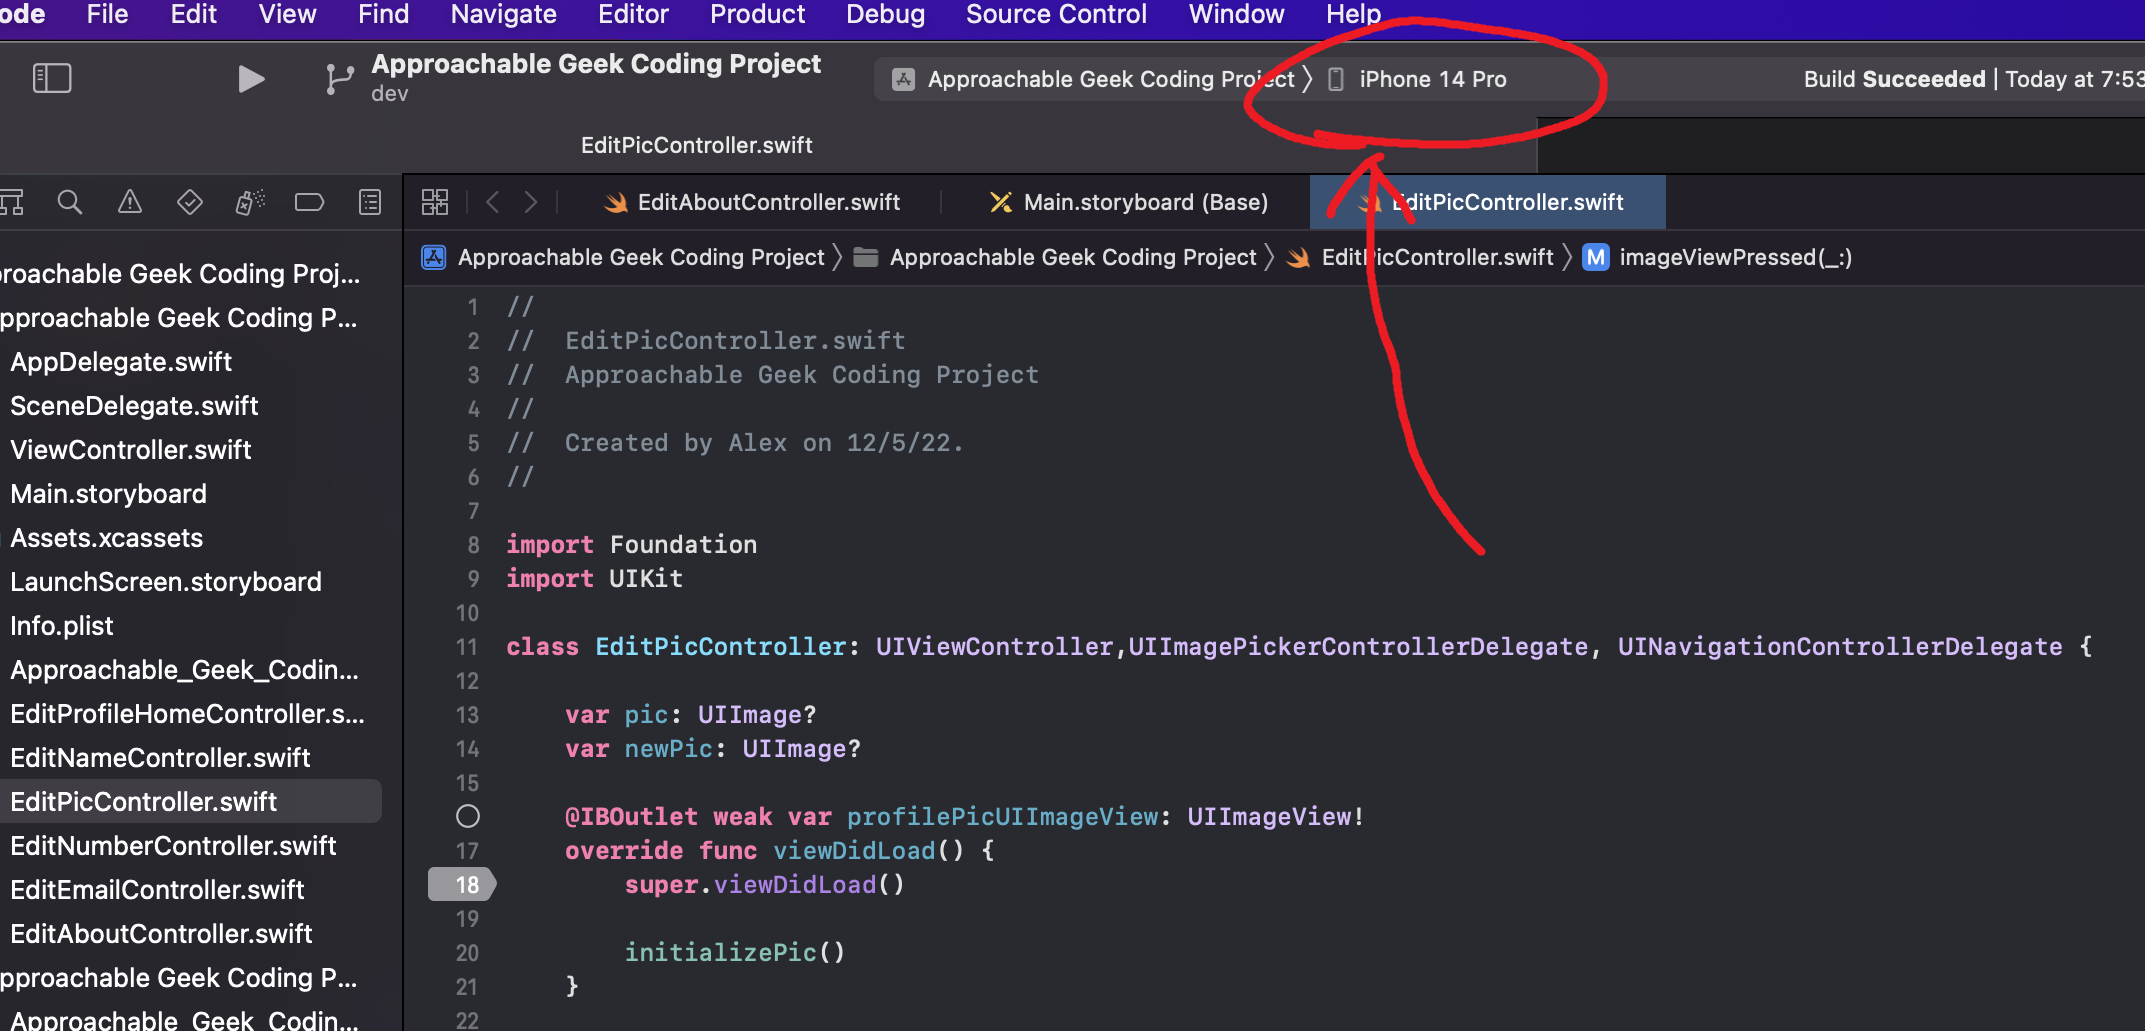 ode File Edit View Find Navigate Editor Product Debug Source Control Window Help
Approachable Geek Coding Project
dev
Approachable Geek Coding Project 〉 iPhone 14 Pro
Build Succeeded | Today at 7:53
EditPicController.swift
EditAboutController.swift
Main.storyboard (Base)
EditPicController.swift
Approachable Geek Coding Project 〉 Approachable Geek Coding Project 〉 EditPicController.swift 〉 M imageViewPressed(_:)
roachable Geek Coding Proj...
pproachable Geek Coding P...
AppDelegate.swift
SceneDelegate.swift
ViewController.swift
Main.storyboard
Assets.xcassets
LaunchScreen.storyboard
Info.plist
Approachable_Geek_Codin...
EditProfileHomeController.s...
EditNameController.swift
EditPicController.swift
EditNumberController.swift
EditEmailController.swift
EditAboutController.swift
pproachable Geek Coding P...
Approachable_Geek_Codin...
1 //
2 //  EditPicController.swift
3 //  Approachable Geek Coding Project
4 //
5 //  Created by Alex on 12/5/22.
6 //
7
8 import Foundation
9 import UIKit
10
11 class EditPicController: UIViewController,UIImagePickerControllerDelegate, UINavigationControllerDelegate {
12
13     var pic: UIImage?
14     var newPic: UIImage?
15
@IBOutlet weak var profilePicUIImageView: UIImageView!
17     override func viewDidLoad() {
18         super.viewDidLoad()
19
20         initializePic()
21     }
22